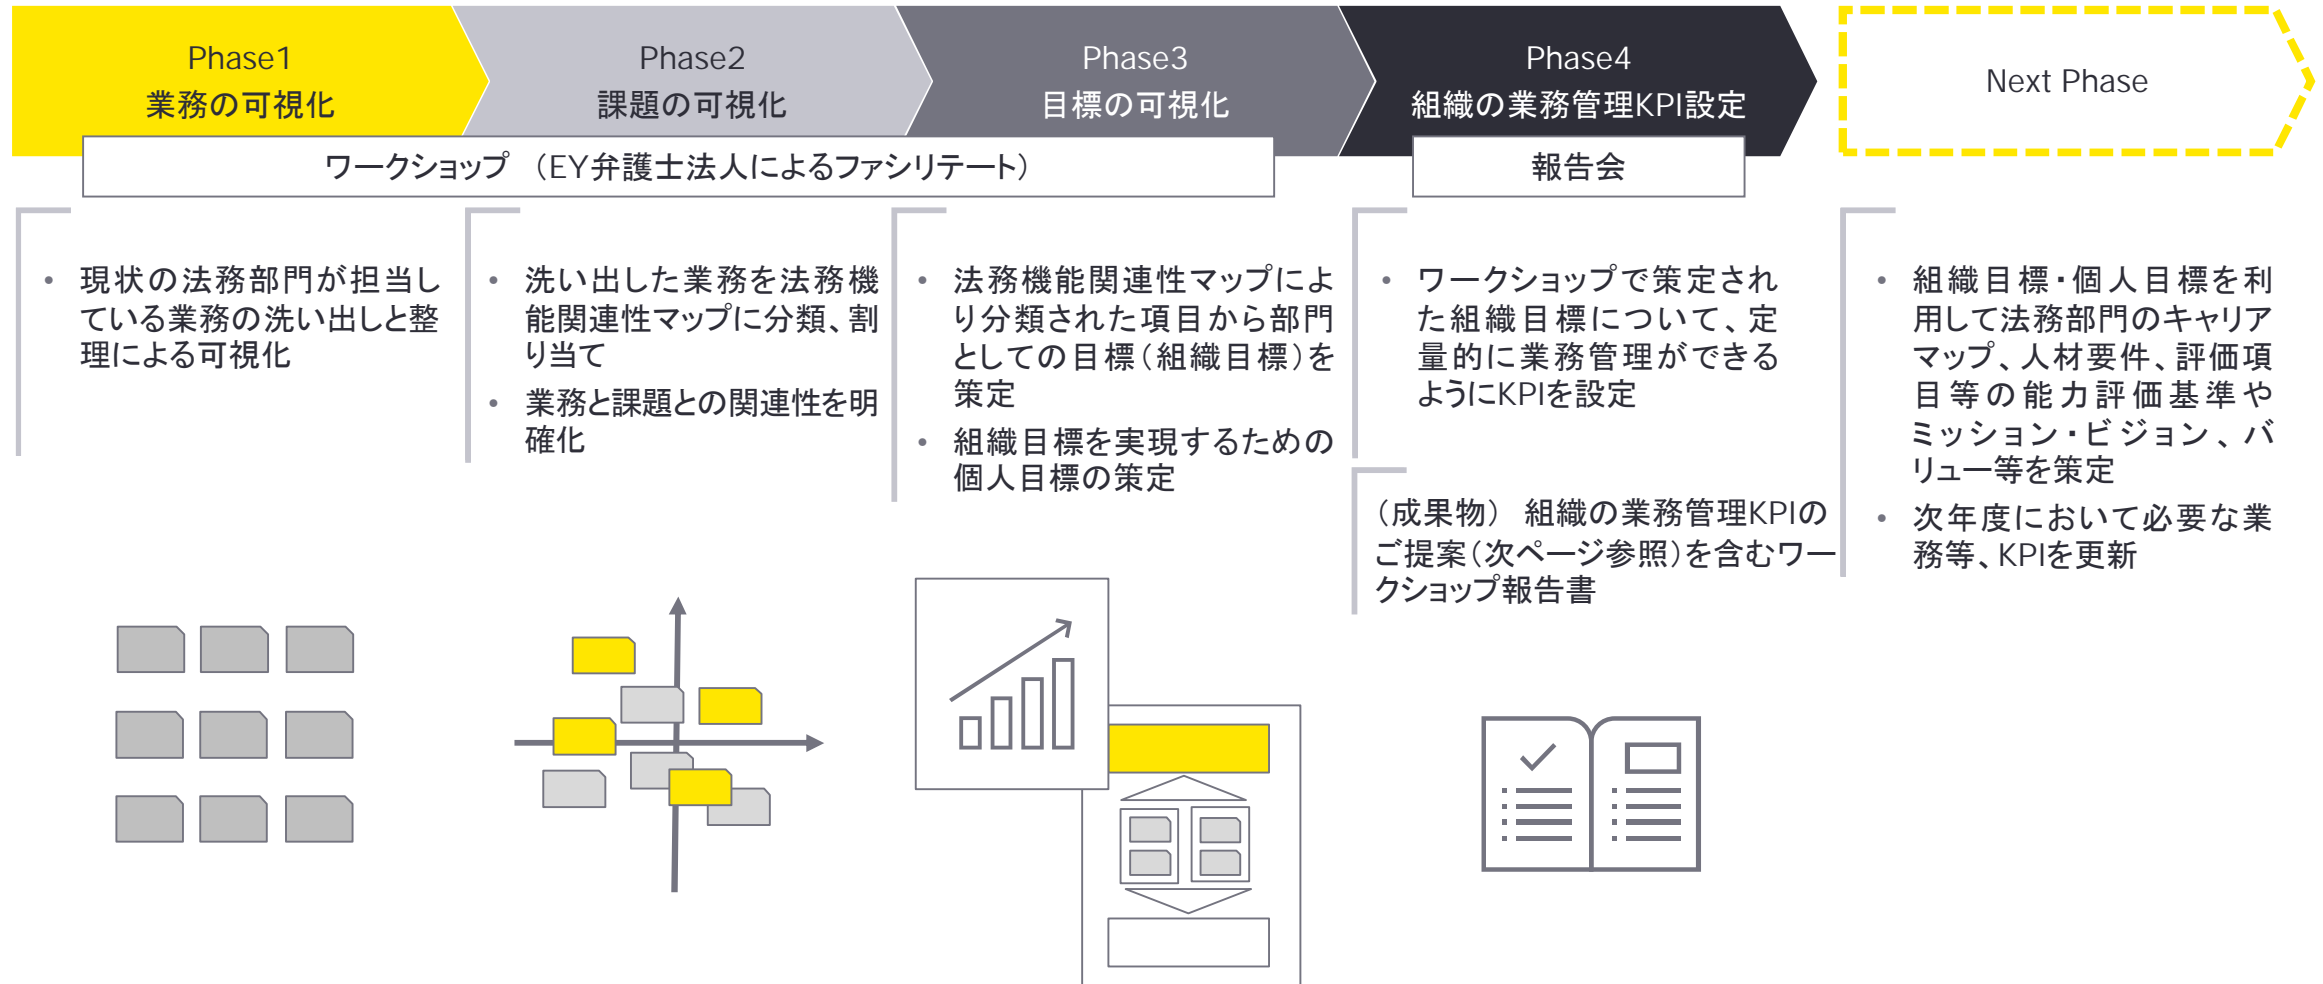 Phase1
業務の可視化
Phase2
課題の可視化
Phase3
目標の可視化
Phase4
組織の業務管理KPI設定
Next Phase
ワークショップ （EY弁護士法人によるファシリテート）
報告会
• 現状の法務部門が担当し
ている業務の洗い出しと整
理による可視化
• 洗い出した業務を法務機
能関連性マップに分類、割
り当て
• 業務と課題との関連性を明
確化
• 法務機能関連性マップによ
り分類された項目から部門
としての目標（組織目標）を
策定
• 組織目標を実現するための
個人目標の策定
• ワークショップで策定され
た組織目標について、定
量的に業務管理ができる
ようにKPIを設定
（成果物） 組織の業務管理KPIの
ご提案（次ページ参照）を含むワー
クショップ報告書
• 組織目標・個人目標を利
用して法務部門のキャリア
マップ、人材要件、評価項
目等の能力評価基準や
ミッション・ビジョン、バ
リュー等を策定
• 次年度において必要な業
務等、KPIを更新